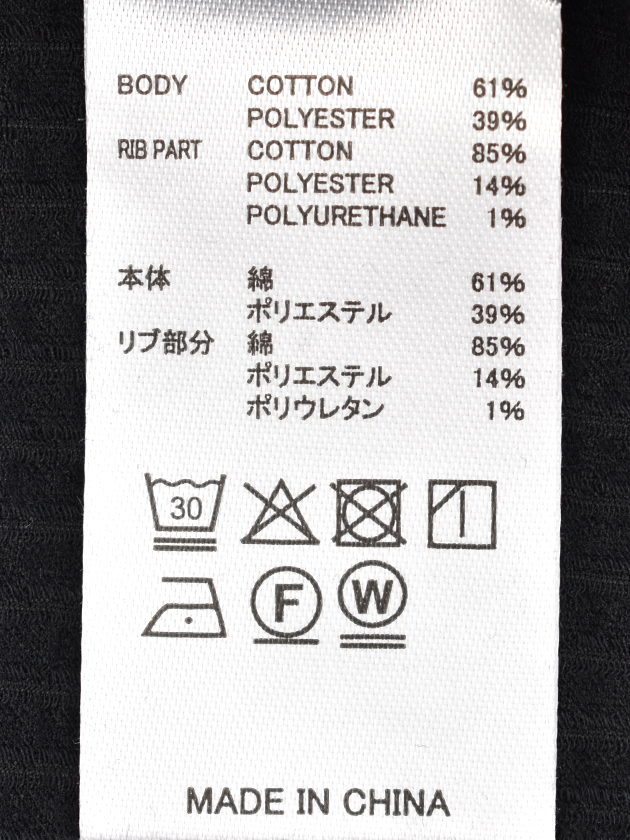 BODY COTTON 61%
POLYESTER 39%
RIB PART COTTON 85%
POLYESTER 14%
POLYURETHANE 1%
本体 綿 61%
ポリエステル 39%
リブ部分 綿 85%
ポリエステル 14%
ポリウレタン 1%
30
F W
MADE IN CHINA